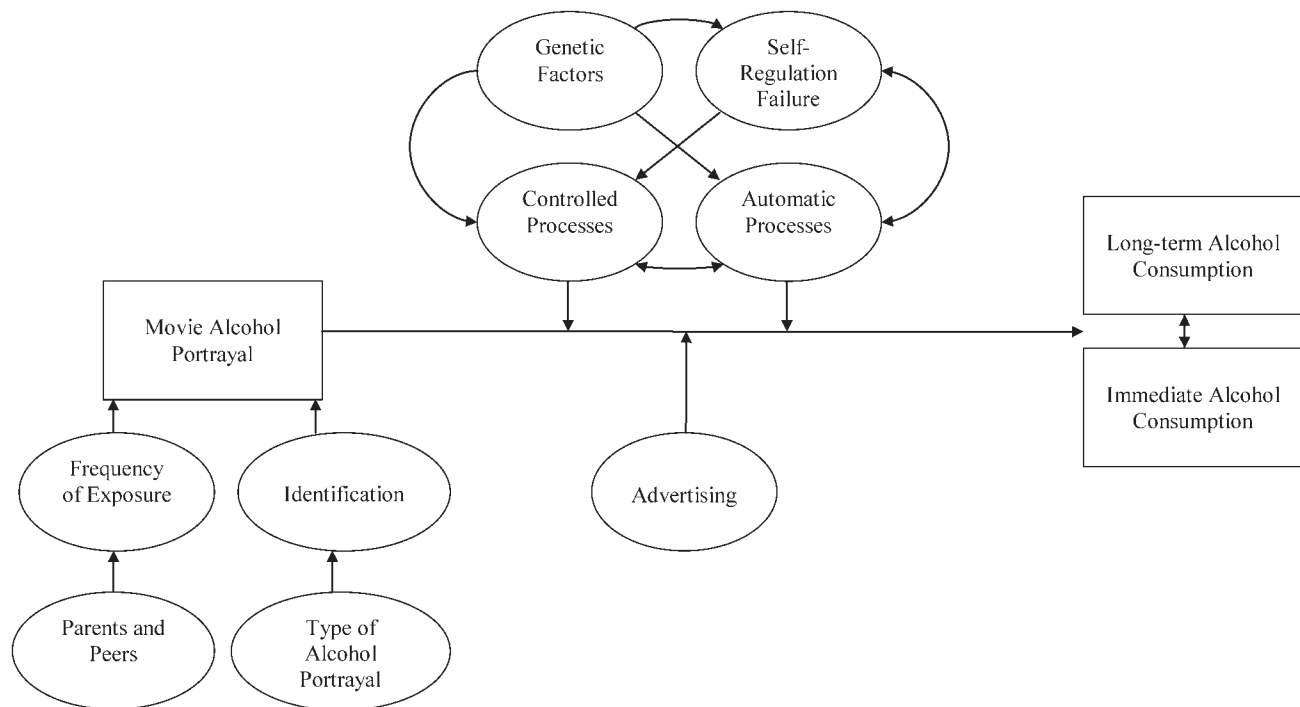 Genetic
Factors
Self-
Regulation
Failure
Controlled
Processes
Automatic
Processes
Long-term Alcohol
Consumption
Movie Alcohol
Portrayal
Immediate Alcohol
Consumption
Frequency
of Exposure
Identification
Advertising
Parents and
Peers
Type of
Alcohol
Portrayal